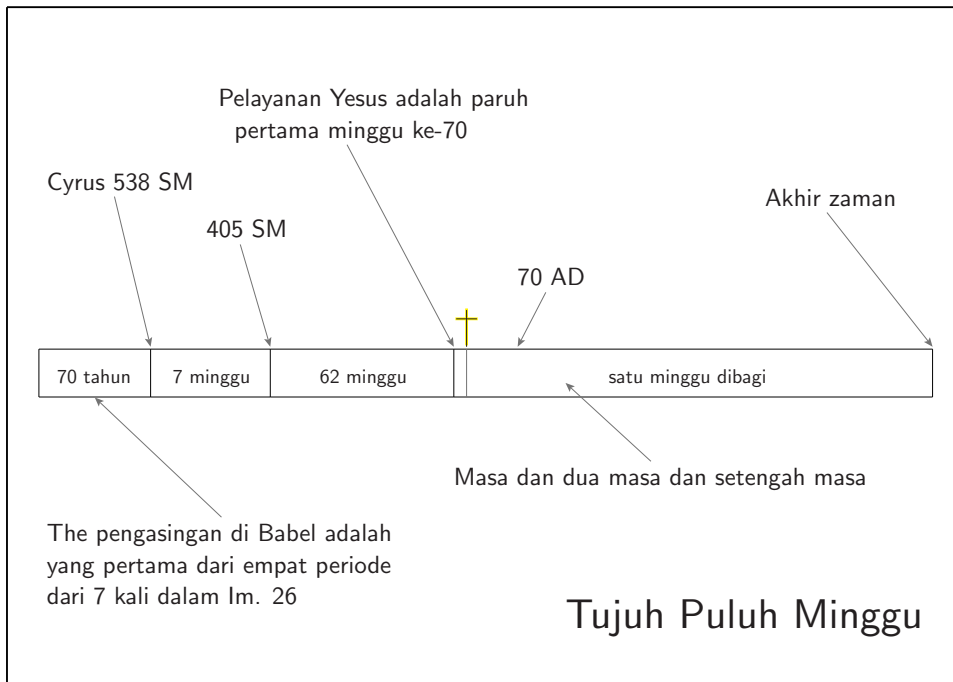 Pelayanan Yesus adalah paruh
pertama minggu ke-70
Cyrus 538 SM
Akhir zaman
405 SM
70 AD
70 tahun
7 minggu
62 minggu
satu minggu dibagi
Masa dan dua masa dan setengah masa
The pengasingan di Babel adalah
yang pertama dari empat periode
dari 7 kali dalam Im. 26
Tujuh Puluh Minggu